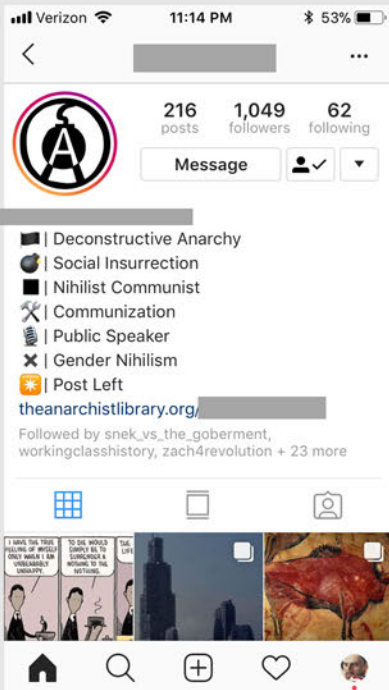 Verizon 11:14 PM 53%
216 1,049 62
posts followers following
Message
A
| Deconstructive Anarchy
| Social Insurrection
| Nihilist Communist
| Communization
| Public Speaker
| Gender Nihilism
| Post Left
theanarchistlibrary.org/
Followed by snek_vs_the_goberment,
workingclasshistory, zach4revolution + 23 more
I HAVE THE TRUE
FEELING OF MYSELF
ONLY WHEN I AM
UNBEARABLY
UNHAPPY.
TO DIE WOULD
SIMPLY BE TO
SURRENDER A
NOTHING TO THE
NOTHING.
THE
LIFE